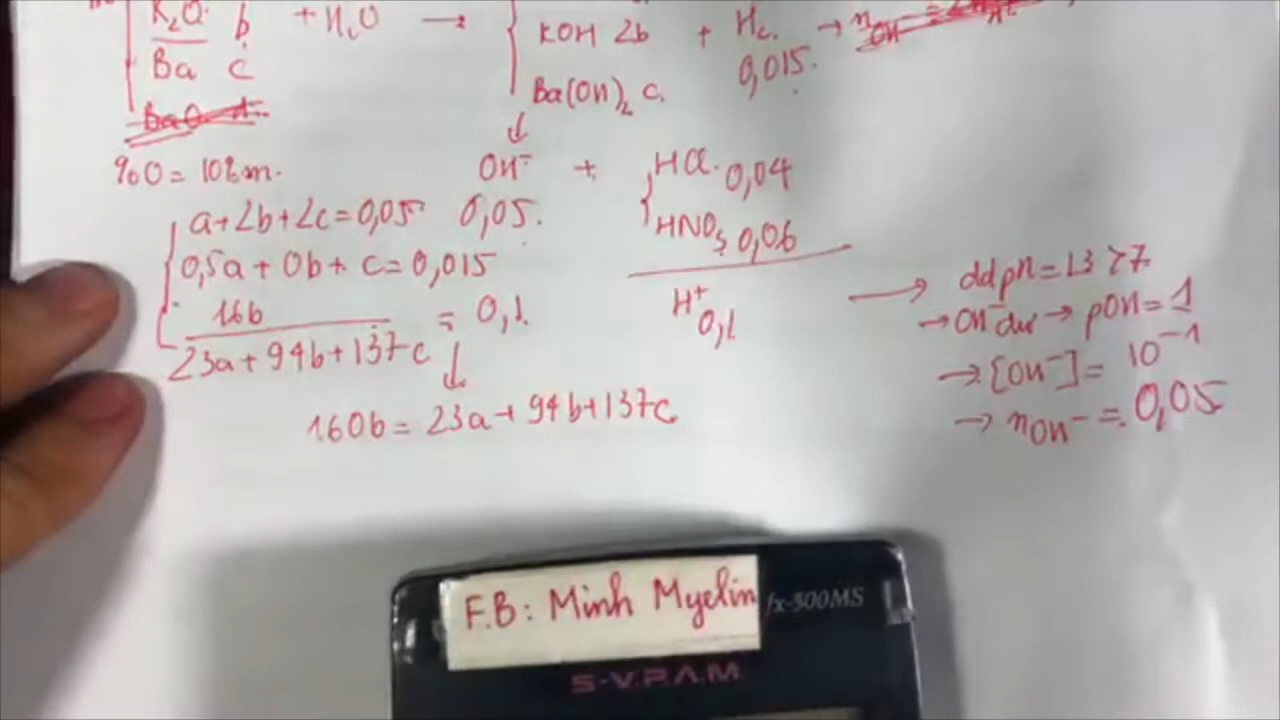 K₂O b + H₂O → KOH 2b + H₂ → nOH⁻
Ba c Ba(OH)₂ c. 0,015.
BaO
%O = 10%m. OH⁻ + HCl. 0,04
a+2b+2c=0,05 0,05. HNO₃ 0,06
0,5a + 0b + c = 0,015
16b = 0,1
23a+94b+137c
H⁺ 0,1
160b = 23a+94b+137c
→ dd pH = 13 > 7
→ OH⁻ dư → pOH = 1
→ [OH⁻] = 10⁻¹
→ nOH⁻ = 0,05
F.B: Minh Myelin
fx-500MS
S-V.P.A.M.